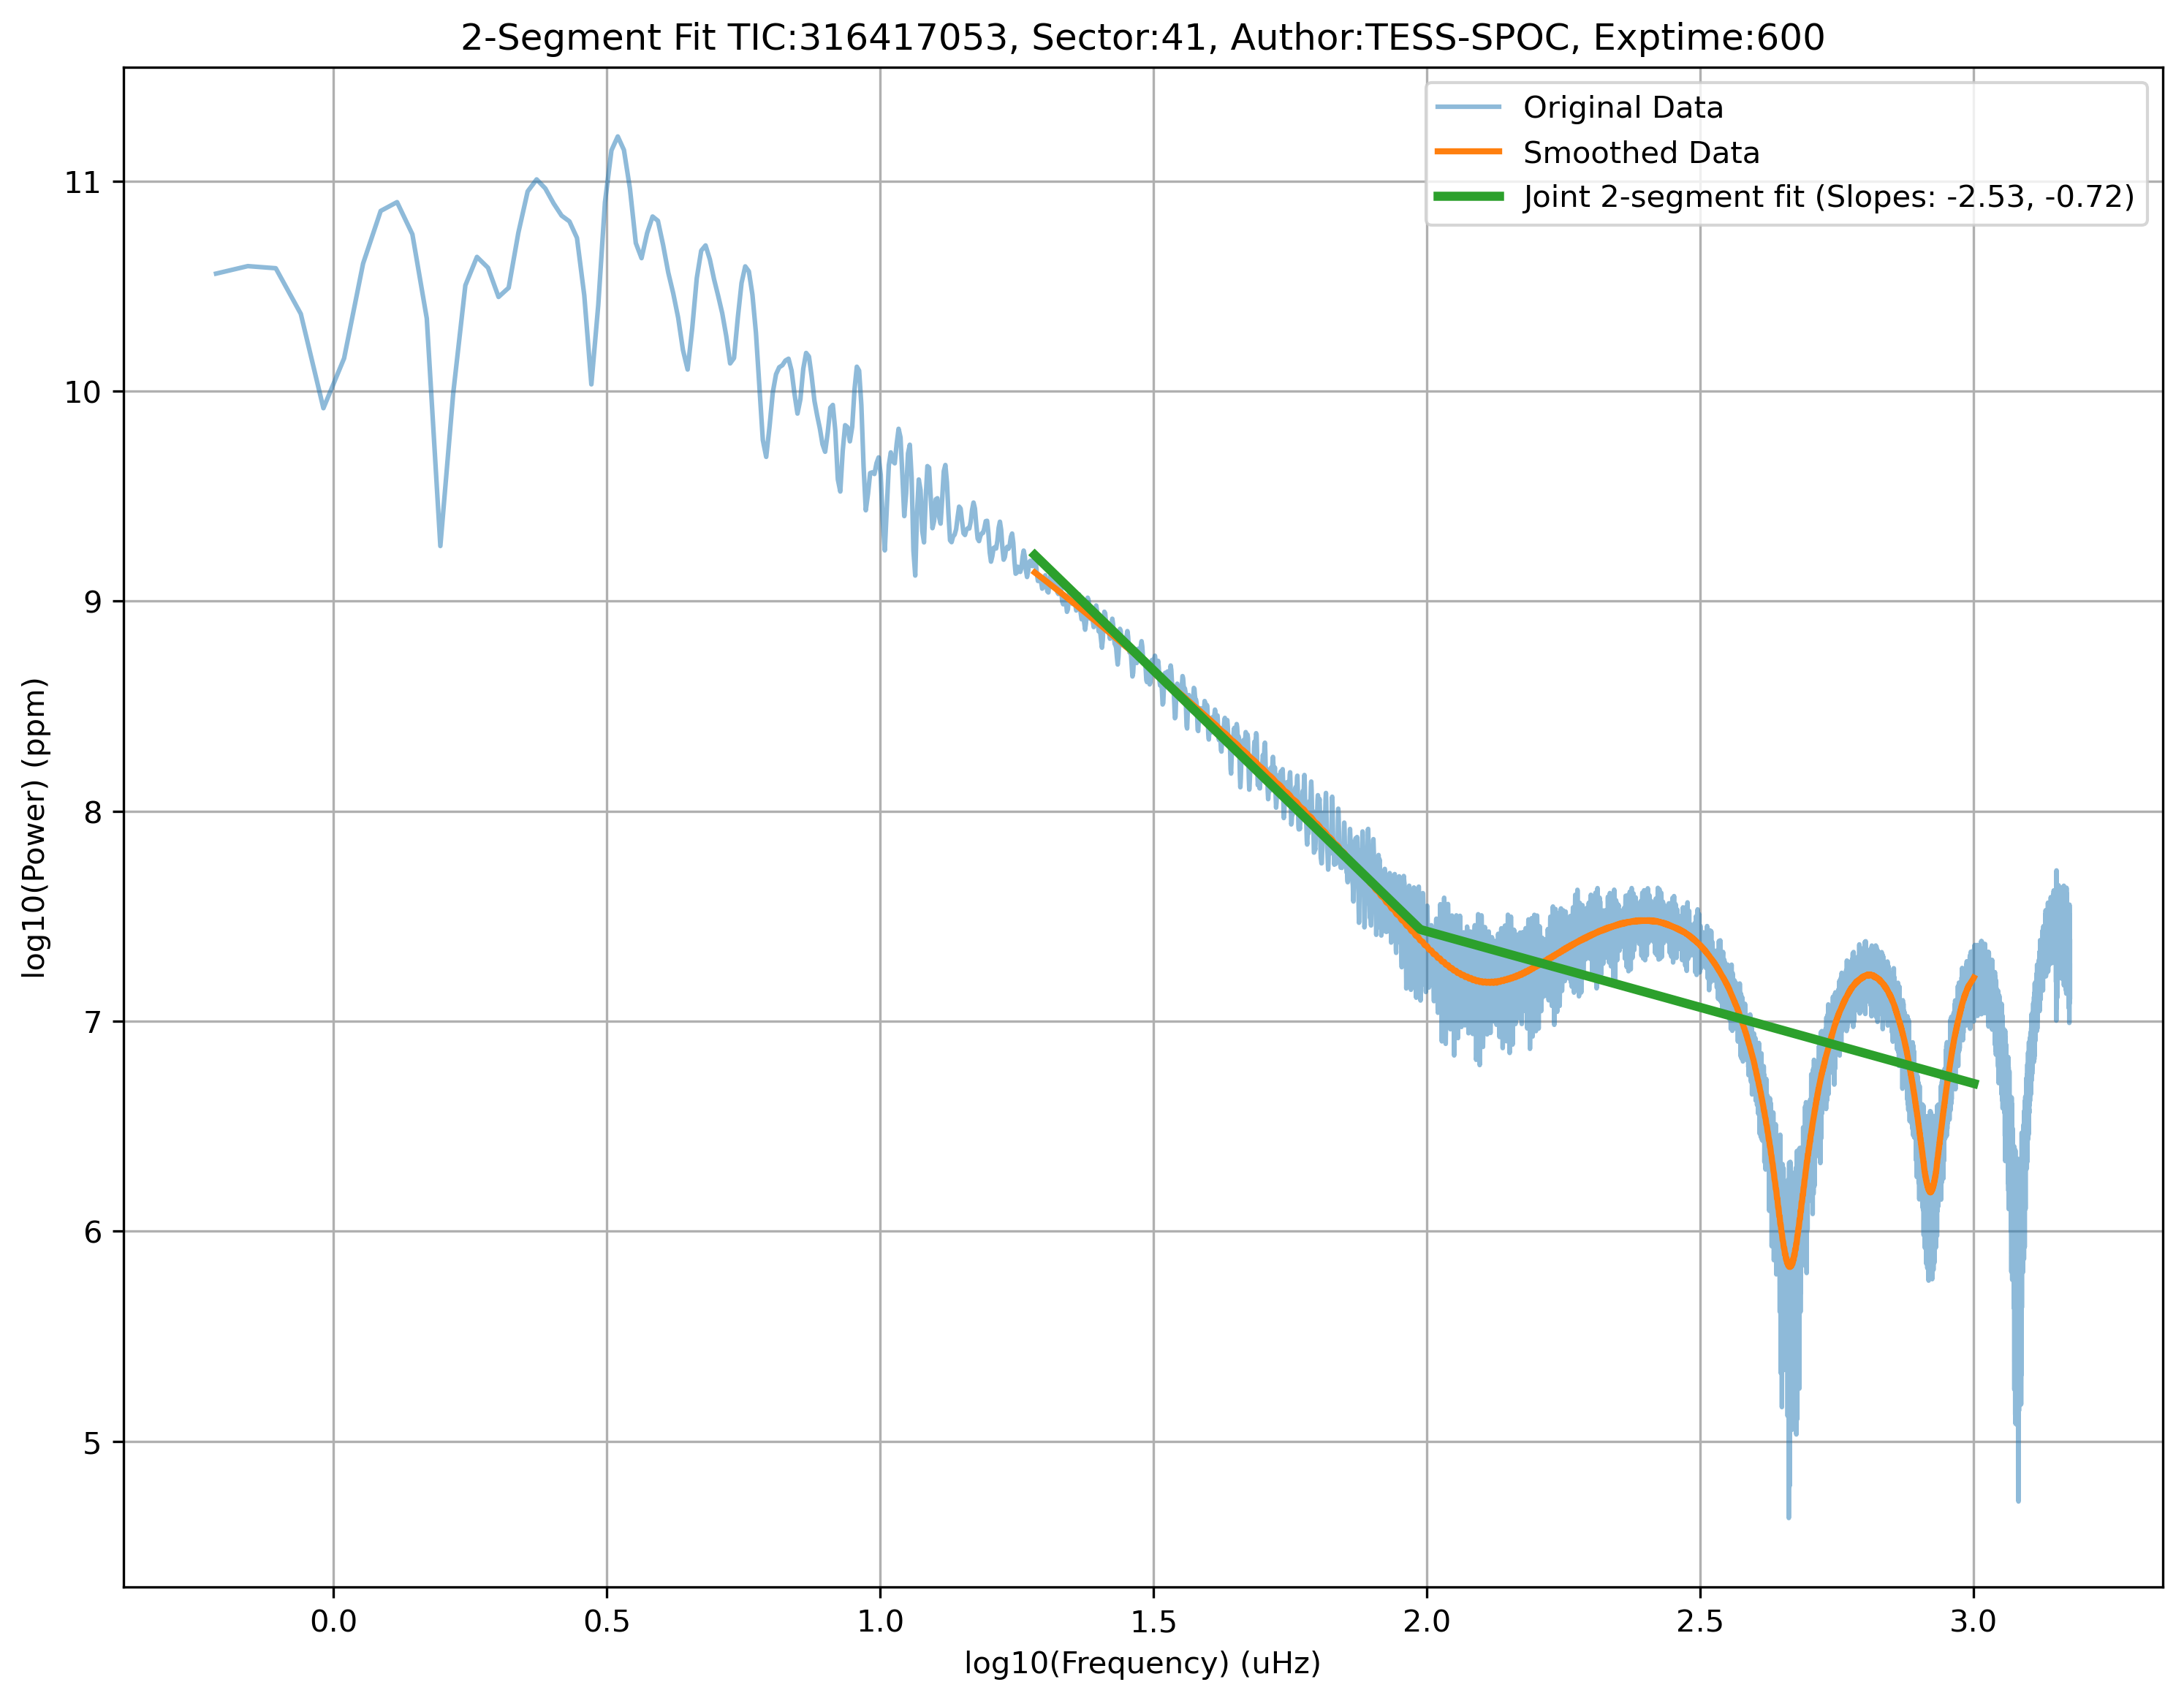 2-Segment Fit TIC:316417053, Sector:41, Author:TESS-SPOC, Exptime:600
Original Data
Smoothed Data
Joint 2-segment fit (Slopes: -2.53, -0.72)
log10(Power) (ppm)
11
10
9
8
7
6
5
0.0
0.5
1.0
1.5
2.0
2.5
3.0
log10(Frequency) (uHz)